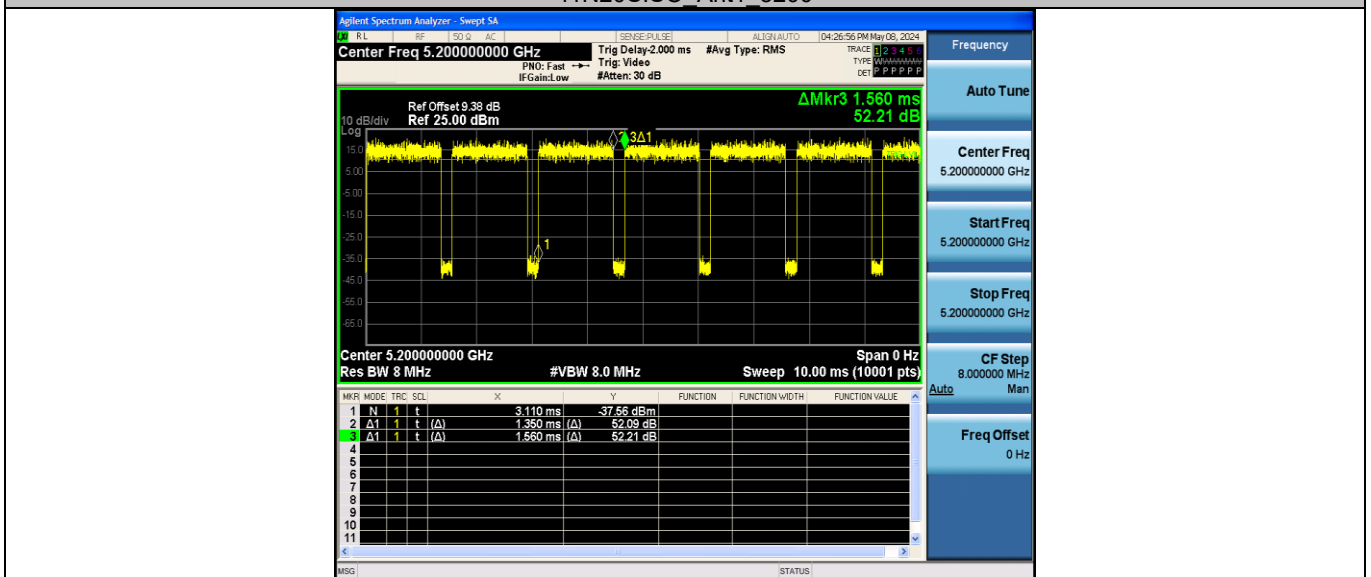 Agilent Spectrum Analyzer - Swept SA
RL RF 50 Ω AC SENSE:PULSE ALIGNAUTO 04:26:56 PM May 08, 2024
Center Freq 5.200000000 GHz
PNO: Fast
IFGain:Low
Trig Delay-2.000 ms
Trig: Video
#Atten: 30 dB
#Avg Type: RMS
TRACE 1 2 3 4 5 6
TYPE
DET P P P P P P
Frequency
Auto Tune
Center Freq
5.200000000 GHz
Start Freq
5.200000000 GHz
Stop Freq
5.200000000 GHz
CF Step
8.000000 MHz
Auto Man
Freq Offset
0 Hz
ΔMkr3 1.560 ms
52.21 dB
Ref Offset 9.38 dB
10 dB/div Ref 25.00 dBm
Log
15.0
5.00
-5.00
-15.0
-25.0
-35.0
-45.0
-55.0
-65.0
3Δ1
1
Center 5.200000000 GHz Span 0 Hz
Res BW 8 MHz #VBW 8.0 MHz Sweep 10.00 ms (10001 pts)
MKR MODE TRC SCL X Y FUNCTION FUNCTION WIDTH FUNCTION VALUE
1 N 1 t 3.110 ms -37.56 dBm
2 Δ1 1 t (Δ) 1.350 ms (Δ) 52.09 dB
3 Δ1 1 t (Δ) 1.560 ms (Δ) 52.21 dB
4
5
6
7
8
9
10
11
MSG STATUS